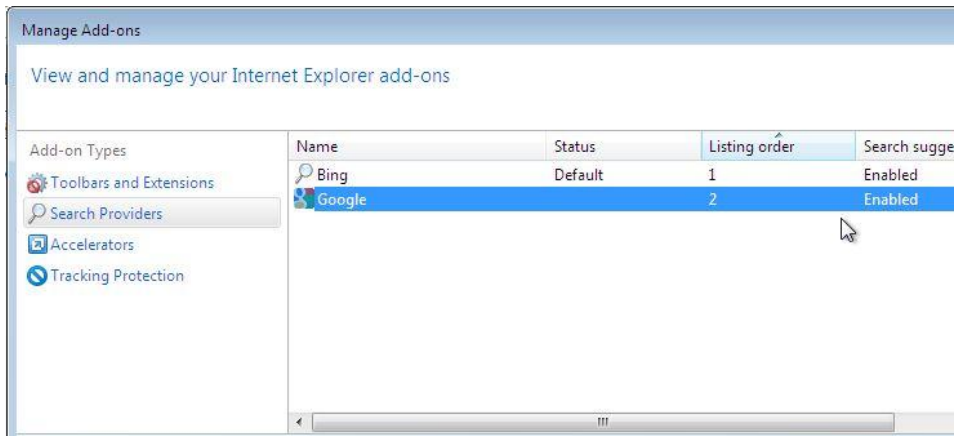 Manage Add-ons
View and manage your Internet Explorer add-ons
Add-on Types
Toolbars and Extensions
Search Providers
Accelerators
Tracking Protection
Name Status Listing order Search sugge
Bing Default 1 Enabled
Google 2 Enabled